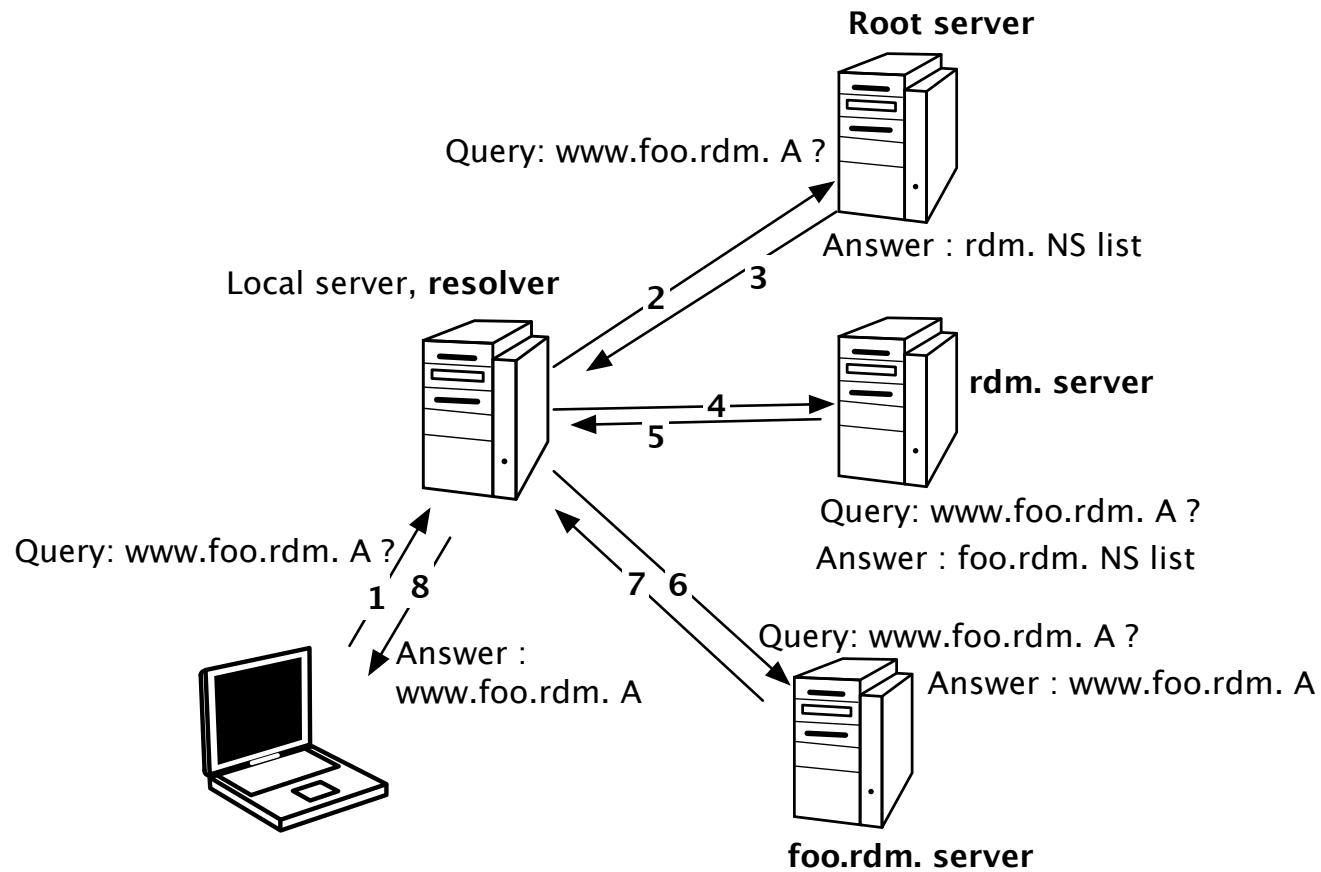 Root server
Query: www.foo.rdm. A ?
Answer : rdm. NS list
Local server, resolver
2
3
rdm. server
4
5
Query: www.foo.rdm. A ?
Answer : foo.rdm. NS list
Query: www.foo.rdm. A ?
1
8
7
6
Answer :
www.foo.rdm. A
Query: www.foo.rdm. A ?
Answer : www.foo.rdm. A
foo.rdm. server